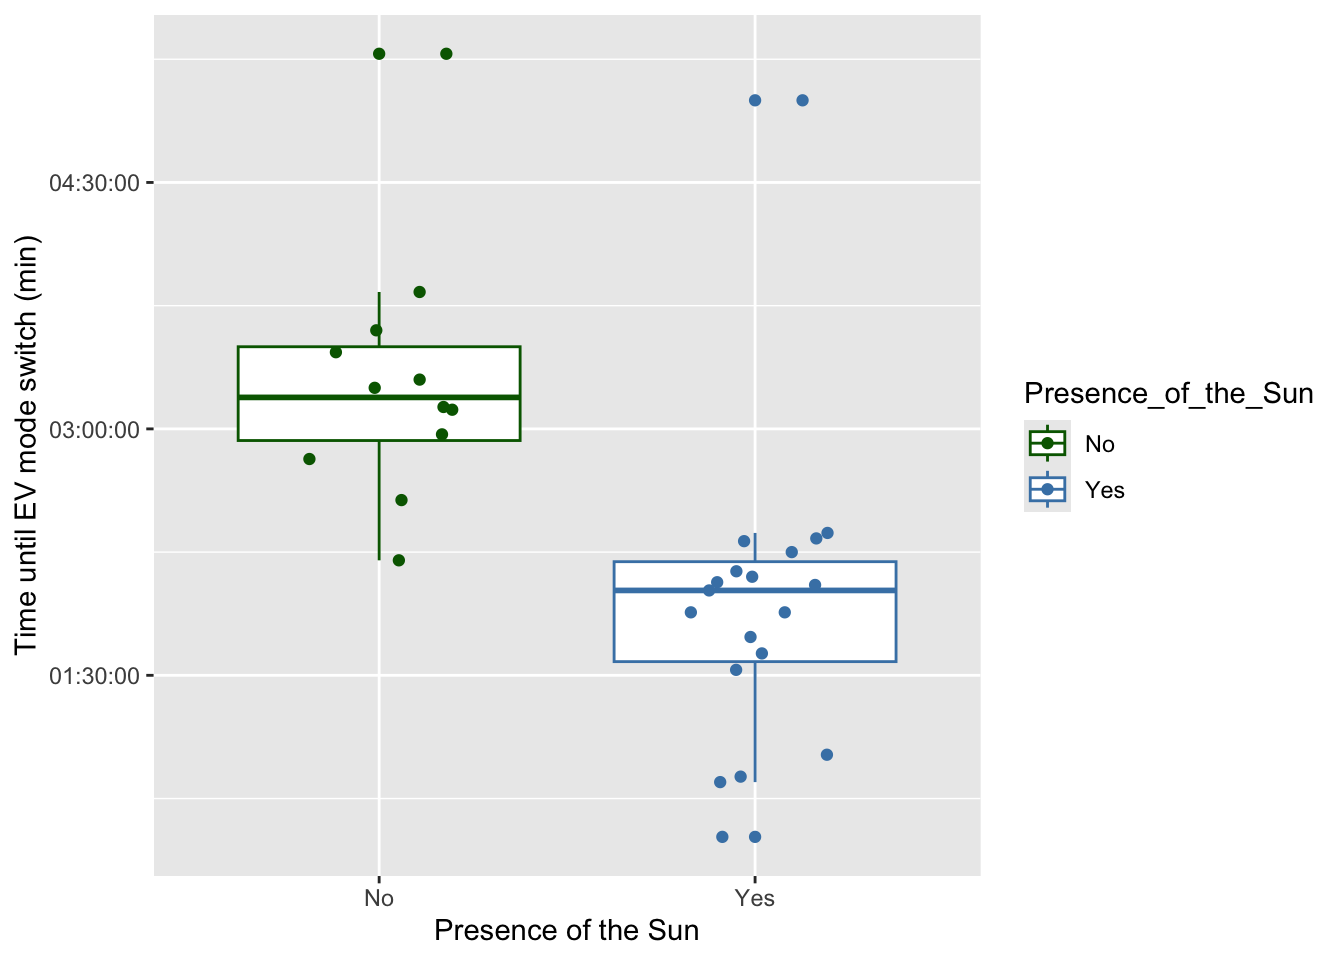 Time until EV mode switch (min)
04:30:00
03:00:00
01:30:00
No
Yes
Presence of the Sun
Presence_of_the_Sun
No
Yes